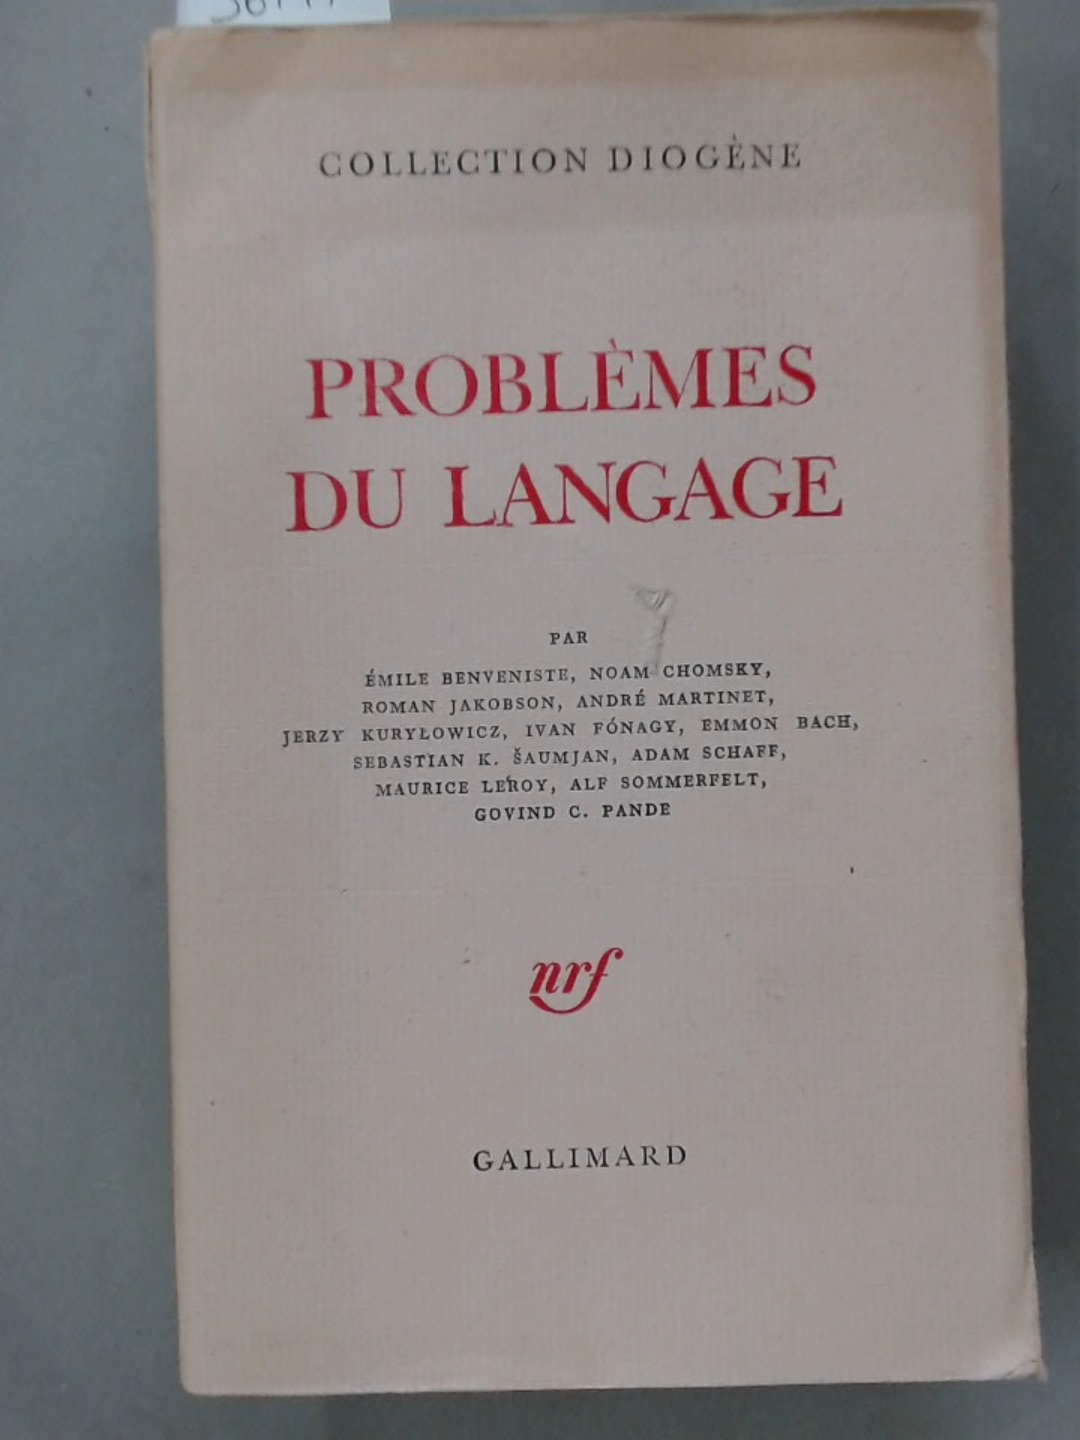 COLLECTION DIOGÈNE
PROBLÈMES
DU LANGAGE
PAR
ÉMILE BENVENISTE, NOAM CHOMSKY,
ROMAN JAKOBSON, ANDRÉ MARTINET,
JERZY KURYŁOWICZ, IVAN FÓNAGY, EMMON BACH,
SEBASTIAN K. ŠAUMJAN, ADAM SCHAFF,
MAURICE LEROY, ALF SOMMERFELT,
GOVIND C. PANDE
nrf
GALLIMARD